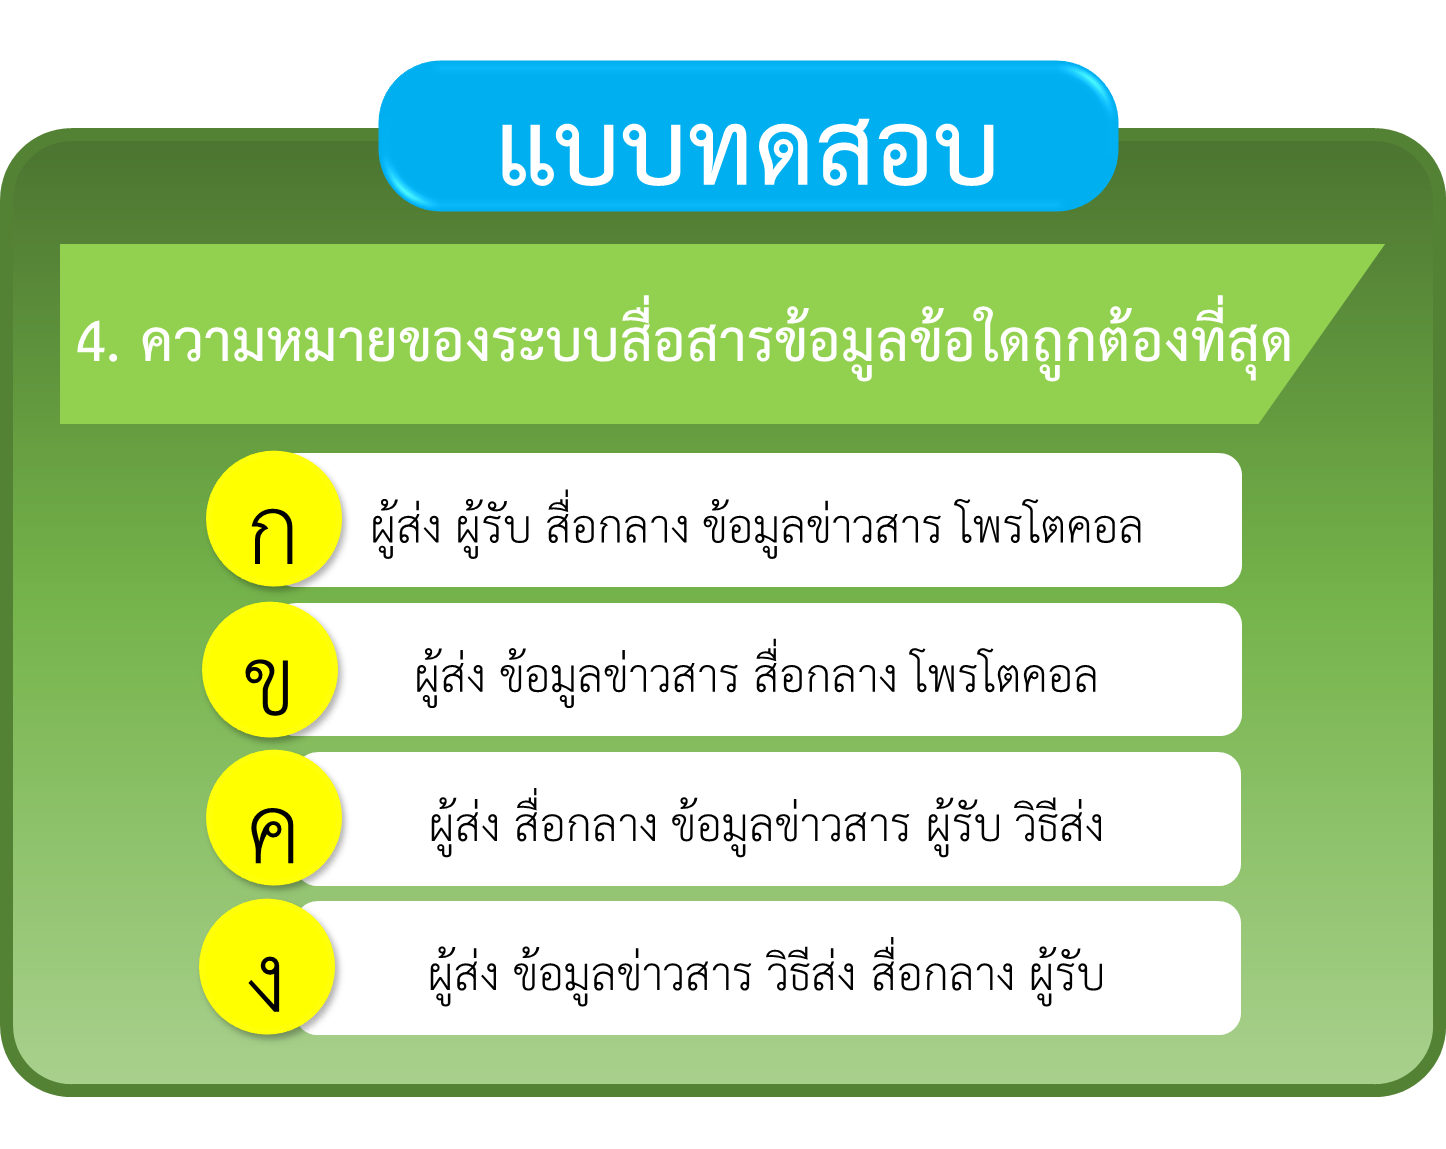 แบบทดสอบ
4. ความหมายของระบบสื่อสารข้อมูลข้อใดถูกต้องที่สุด
ก ผู้ส่ง ผู้รับ สื่อกลาง ข้อมูลข่าวสาร โพรโตคอล
ข ผู้ส่ง ข้อมูลข่าวสาร สื่อกลาง โพรโตคอล
ค ผู้ส่ง สื่อกลาง ข้อมูลข่าวสาร ผู้รับ วิธีส่ง
ง ผู้ส่ง ข้อมูลข่าวสาร วิธีส่ง สื่อกลาง ผู้รับ